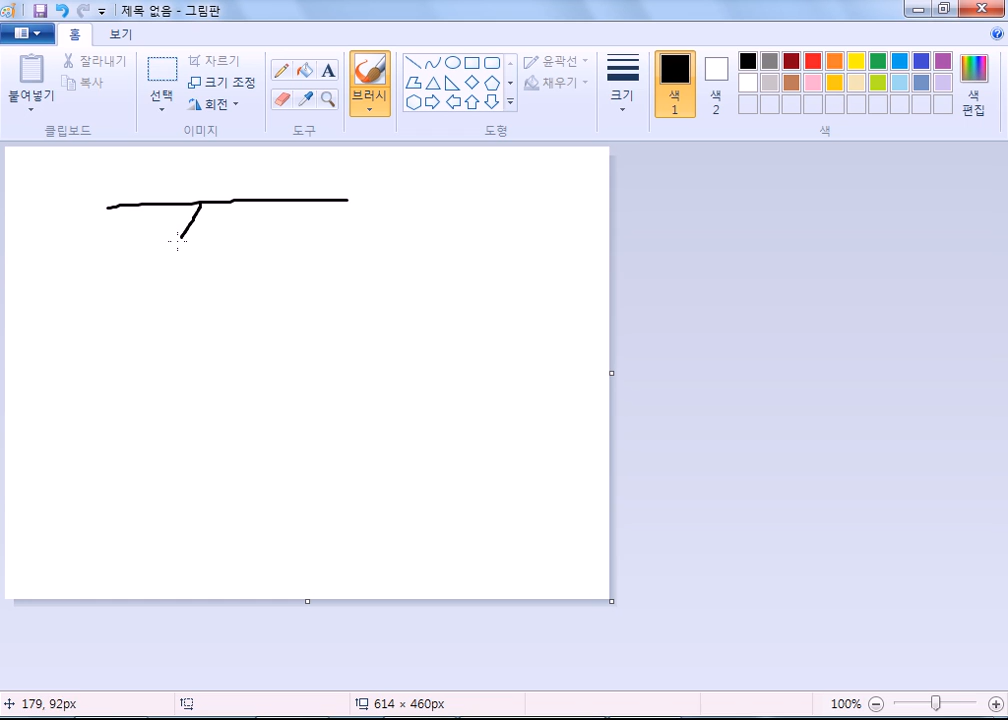 제목 없음 - 그림판
홈 보기
붙여넣기
잘라내기
복사
클립보드
선택
자르기
크기 조정
회전
이미지
A
도구
브러시
윤곽선
채우기
도형
크기
색 1
색 2
색 편집
색
179, 92px
614 × 460px
100%